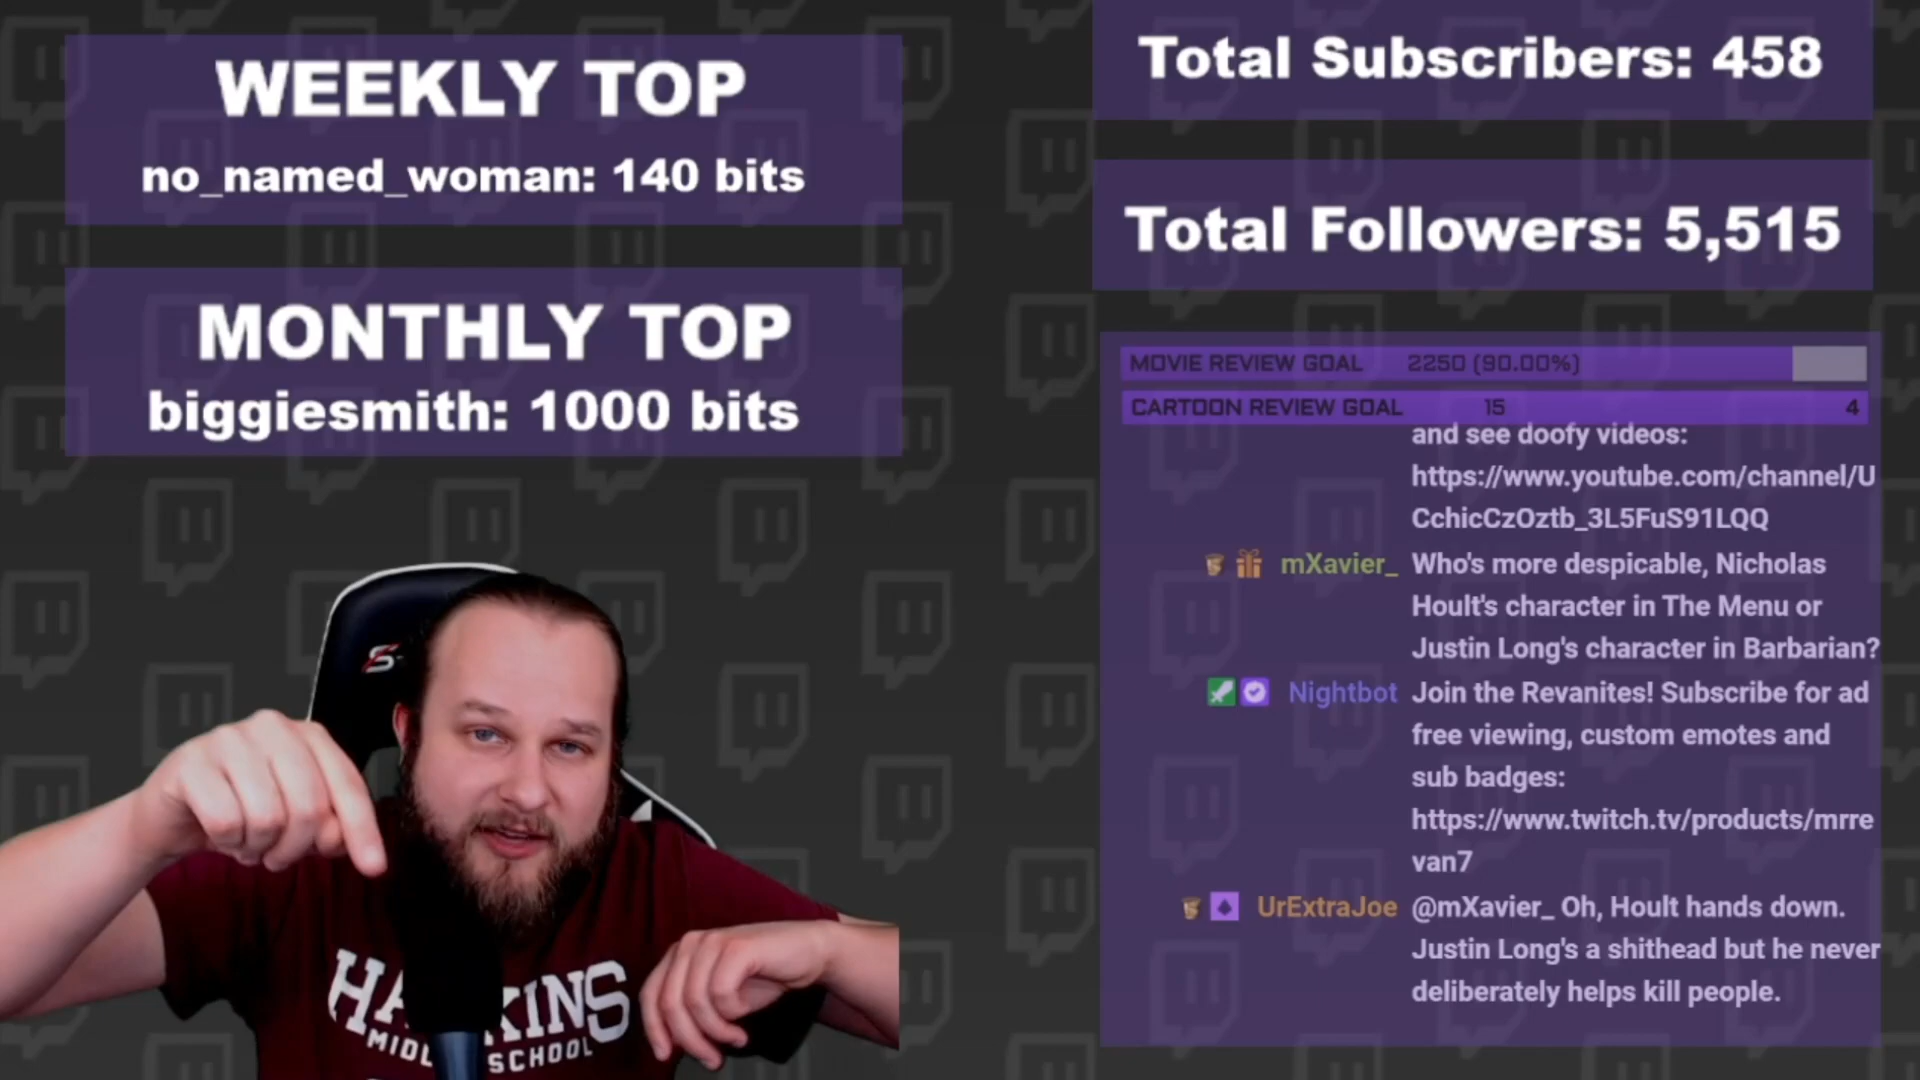 WEEKLY TOP
no_named_woman: 140 bits
MONTHLY TOP
biggiesmith: 1000 bits
Total Subscribers: 458
Total Followers: 5,515
MOVIE REVIEW GOAL 2250 (90.00%)
CARTOON REVIEW GOAL 15 4
and see doofy videos:
https://www.youtube.com/channel/U
CchicCzOztb_3L5FuS91LQQ
mXavier_ Who's more despicable, Nicholas
Hoult's character in The Menu or
Justin Long's character in Barbarian?
Nightbot Join the Revanites! Subscribe for ad
free viewing, custom emotes and
sub badges:
https://www.twitch.tv/products/mrre
van7
UrExtraJoe @mXavier_ Oh, Hoult hands down.
Justin Long's a shithead but he never
deliberately helps kill people.
SCHOOL